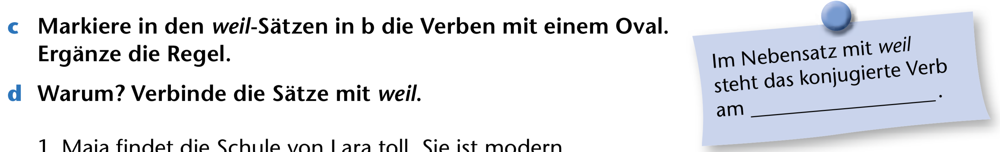 c Markiere in den weil-Sätzen in b die Verben mit einem Oval.
Ergänze die Regel.
Im Nebensatz mit weil
steht das konjugierte Verb
am ____________________.
d Warum? Verbinde die Sätze mit weil.
1 Maja findet die Schule von Lara toll. Sie ist modern.